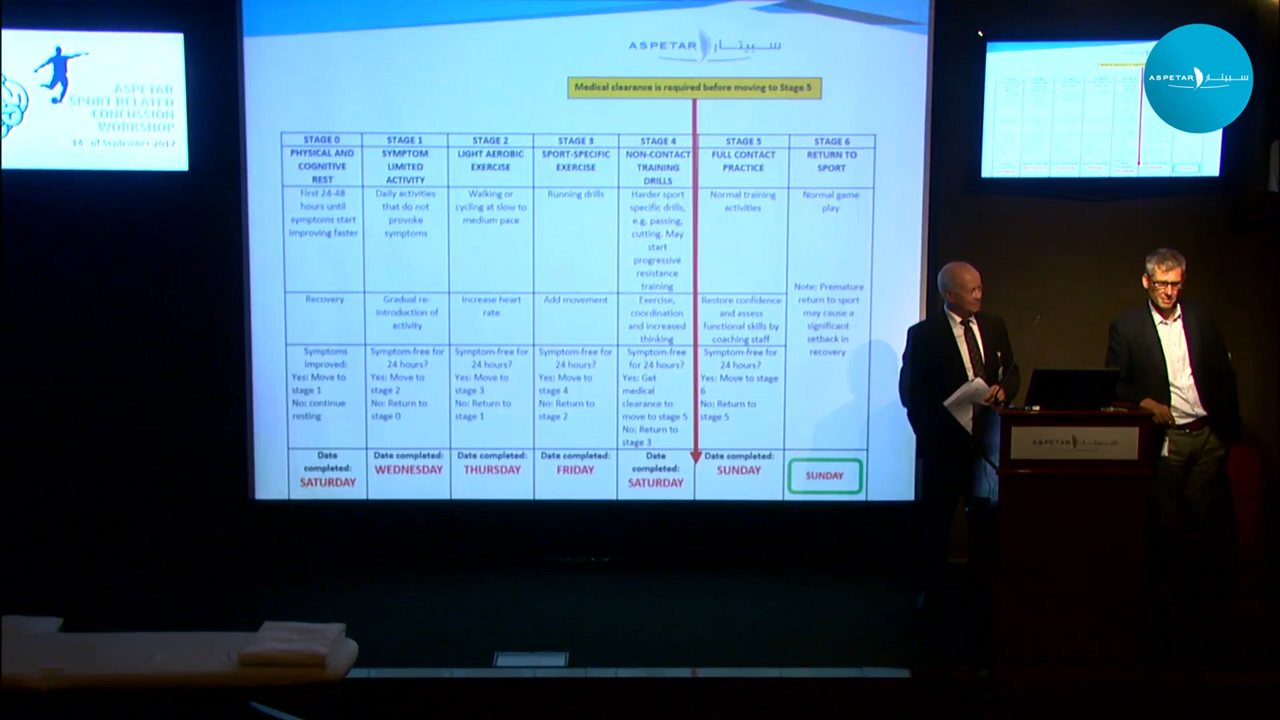 ASPETAR
SPORT RELATED
CONCUSSION
WORKSHOP
14th of September 2017
ASPETAR سبيتار
Medical clearance is required before moving to Stage 5
STAGE 0
PHYSICAL AND
COGNITIVE
REST
First 24-48
hours until
symptoms start
improving faster
Recovery
Symptoms
improved:
Yes: Move to
stage 1
No: continue
resting
Date
completed:
SATURDAY
STAGE 1
SYMPTOM
LIMITED
ACTIVITY
Daily activities
that do not
provoke
symptoms
Gradual re-
introduction of
activity
Symptom-free for
24 hours?
Yes: Move to
stage 2
No: Return to
stage 0
Date completed:
WEDNESDAY
STAGE 2
LIGHT AEROBIC
EXERCISE
Walking or
cycling at slow to
medium pace
Increase heart
rate
Symptom-free for
24 hours?
Yes: Move to
stage 3
No: Return to
stage 1
Date completed:
THURSDAY
STAGE 3
SPORT-SPECIFIC
EXERCISE
Running drills
Add movement
Symptom-free for
24 hours?
Yes: Move to
stage 4
No: Return to
stage 2
Date completed:
FRIDAY
STAGE 4
NON-CONTACT
TRAINING
DRILLS
Harder sport
specific drills,
e.g. passing,
cutting. May
start
progressive
resistance
training
Exercise,
coordination
and increased
thinking
Symptom-free
for 24 hours?
Yes: Get
medical
clearance to
move to stage 5
No: Return to
stage 3
Date
completed:
SATURDAY
STAGE 5
FULL CONTACT
PRACTICE
Normal training
activities
Restore confidence
and assess
functional skills by
coaching staff
Symptom-free for
24 hours?
Yes: Move to stage
6
No: Return to
stage 5
Date completed:
SUNDAY
STAGE 6
RETURN TO
SPORT
Normal game
play
Note: Premature
return to sport
may cause a
significant
setback in
recovery
SUNDAY
ASPETAR سبيتار
ASPETAR سبيتار